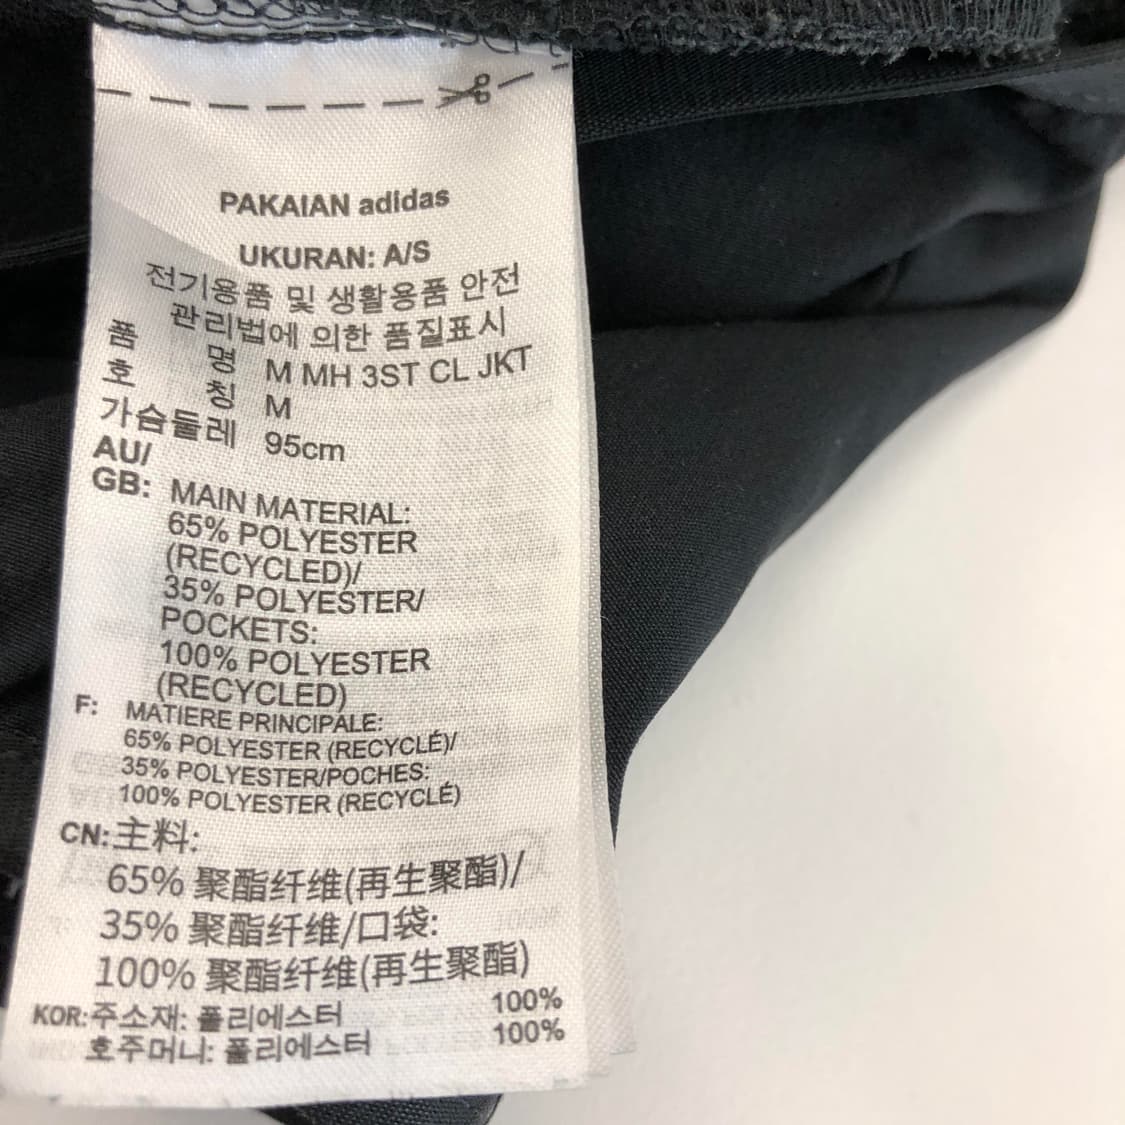 PAKAIAN adidas
UKURAN: A/S
전기용품 및 생활용품 안전
관리법에 의한 품질표시
품 명 M MH 3ST CL JKT
호 칭 M
가슴둘레 95cm
AU/
GB: MAIN MATERIAL:
65% POLYESTER
(RECYCLED)/
35% POLYESTER/
POCKETS:
100% POLYESTER
(RECYCLED)
F: MATIERE PRINCIPALE:
65% POLYESTER (RECYCLÉ)/
35% POLYESTER/POCHES:
100% POLYESTER (RECYCLÉ)
CN:主料:
65% 聚酯纤维(再生聚酯)/
35% 聚酯纤维/口袋:
100% 聚酯纤维(再生聚酯)
KOR:주소재: 폴리에스터 100%
호주머니: 폴리에스터 100%